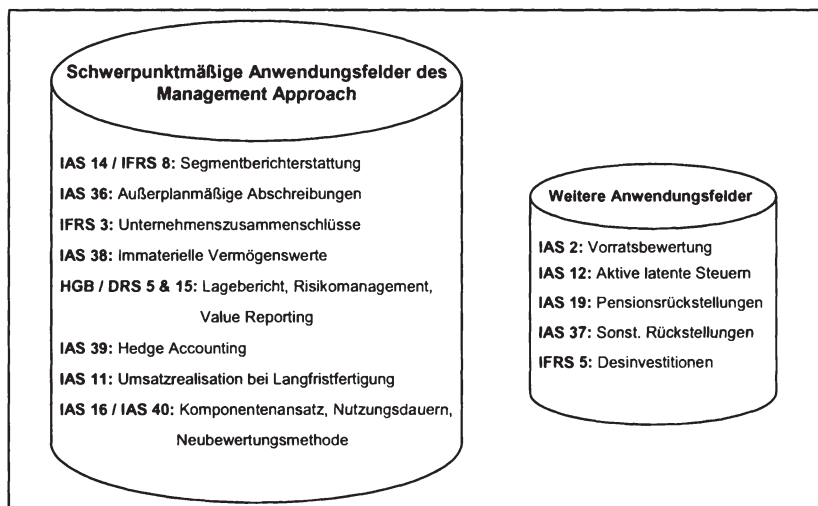 Schwerpunktmäßige Anwendungsfelder des
Management Approach
IAS 14 / IFRS 8: Segmentberichterstattung
IAS 36: Außerplanmäßige Abschreibungen
IFRS 3: Unternehmenszusammenschlüsse
IAS 38: Immaterielle Vermögenswerte
HGB / DRS 5 & 15: Lagebericht, Risikomanagement,
Value Reporting
IAS 39: Hedge Accounting
IAS 11: Umsatzrealisation bei Langfristfertigung
IAS 16 / IAS 40: Komponentenansatz, Nutzungsdauern,
Neubewertungsmethode
Weitere Anwendungsfelder
IAS 2: Vorratsbewertung
IAS 12: Aktive latente Steuern
IAS 19: Pensionsrückstellungen
IAS 37: Sonst. Rückstellungen
IFRS 5: Desinvestitionen